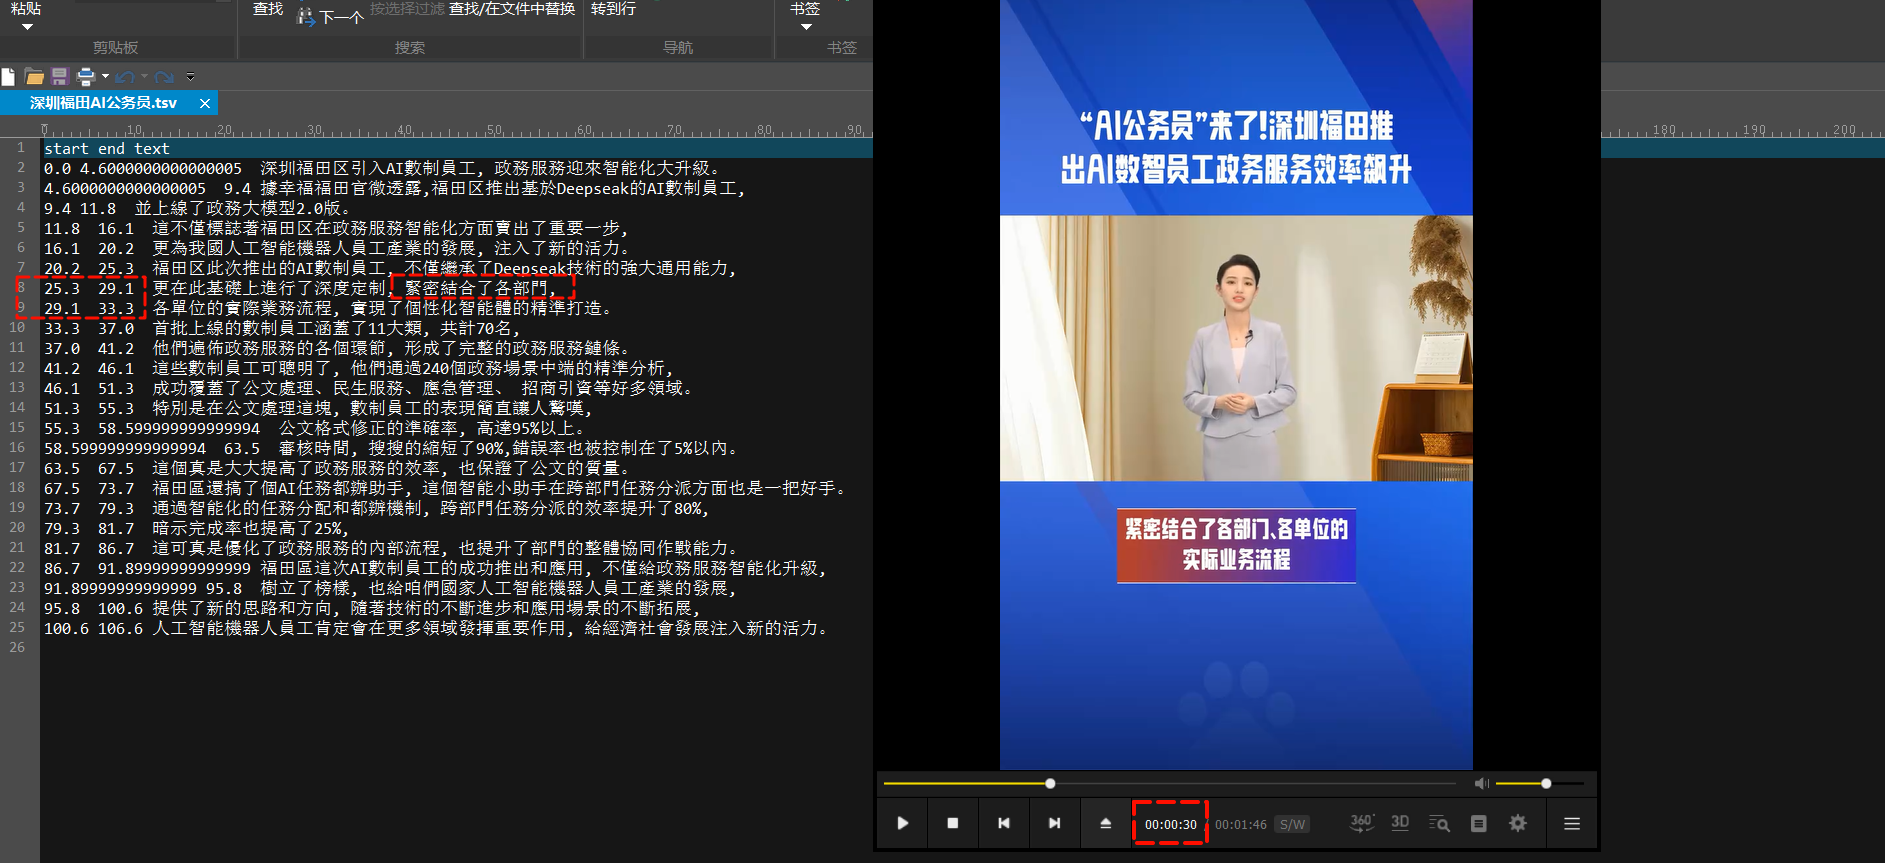 粘贴
查找
下一个
按选择过滤
查找/在文件中替换
转到行
书签
剪贴板
搜索
导航
书签
深圳福田AI公务员.tsv ×
0 10 20 30 40 50 60 70 80 90 180 190 200
1 start end text
2 0.0 4.6000000000000005 深圳福田区引入AI數制員工, 政務服務迎來智能化大升級。
3 4.6000000000000005 9.4 據幸福福田官微透露,福田区推出基於Deepseak的AI數制員工,
4 9.4 11.8 並上線了政務大模型2.0版。
5 11.8 16.1 這不僅標誌著福田区在政務服務智能化方面賣出了重要一步,
6 16.1 20.2 更為我國人工智能機器人員工產業的發展, 注入了新的活力。
7 20.2 25.3 福田区此次推出的AI數制員工, 不僅繼承了Deepseak技術的強大通用能力,
8 25.3 29.1 更在此基礎上進行了深度定制, 緊密結合了各部門,
9 29.1 33.3 各單位的實際業務流程, 實現了個性化智能體的精準打造。
10 33.3 37.0 首批上線的數制員工涵蓋了11大類, 共計70名,
11 37.0 41.2 他們遍佈政務服務的各個環節, 形成了完整的政務服務鏈條。
12 41.2 46.1 這些數制員工可聰明了, 他們通過240個政務場景中端的精準分析,
13 46.1 51.3 成功覆蓋了公文處理、民生服務、應急管理、 招商引資等好多領域。
14 51.3 55.3 特別是在公文處理這塊, 數制員工的表現簡直讓人驚嘆,
15 55.3 58.599999999999994 公文格式修正的準確率, 高達95%以上。
16 58.599999999999994 63.5 審核時間, 搜搜的縮短了90%,錯誤率也被控制在了5%以內。
17 63.5 67.5 這個真是大大提高了政務服務的效率, 也保證了公文的質量。
18 67.5 73.7 福田區還搞了個AI任務都辦助手, 這個智能小助手在跨部門任務分派方面也是一把好手。
19 73.7 79.3 通過智能化的任務分配和都辦機制, 跨部門任務分派的效率提升了80%,
20 79.3 81.7 暗示完成率也提高了25%,
21 81.7 86.7 這可真是優化了政務服務的內部流程, 也提升了部門的整體協同作戰能力。
22 86.7 91.89999999999999 福田區這次AI數制員工的成功推出和應用, 不僅給政務服務智能化升級,
23 91.89999999999999 95.8 樹立了榜樣, 也給咱們國家人工智能機器人員工產業的發展,
24 95.8 100.6 提供了新的思路和方向, 隨著技術的不斷進步和應用場景的不斷拓展,
25 100.6 106.6 人工智能機器人員工肯定會在更多領域發揮重要作用, 給經濟社會發展注入新的活力。
26
“AI公务员”来了!深圳福田推
出AI数智员工政务服务效率飙升
紧密结合了各部门、各单位的
实际业务流程
00:00:30 / 00:01:46 S/W
360° 3D